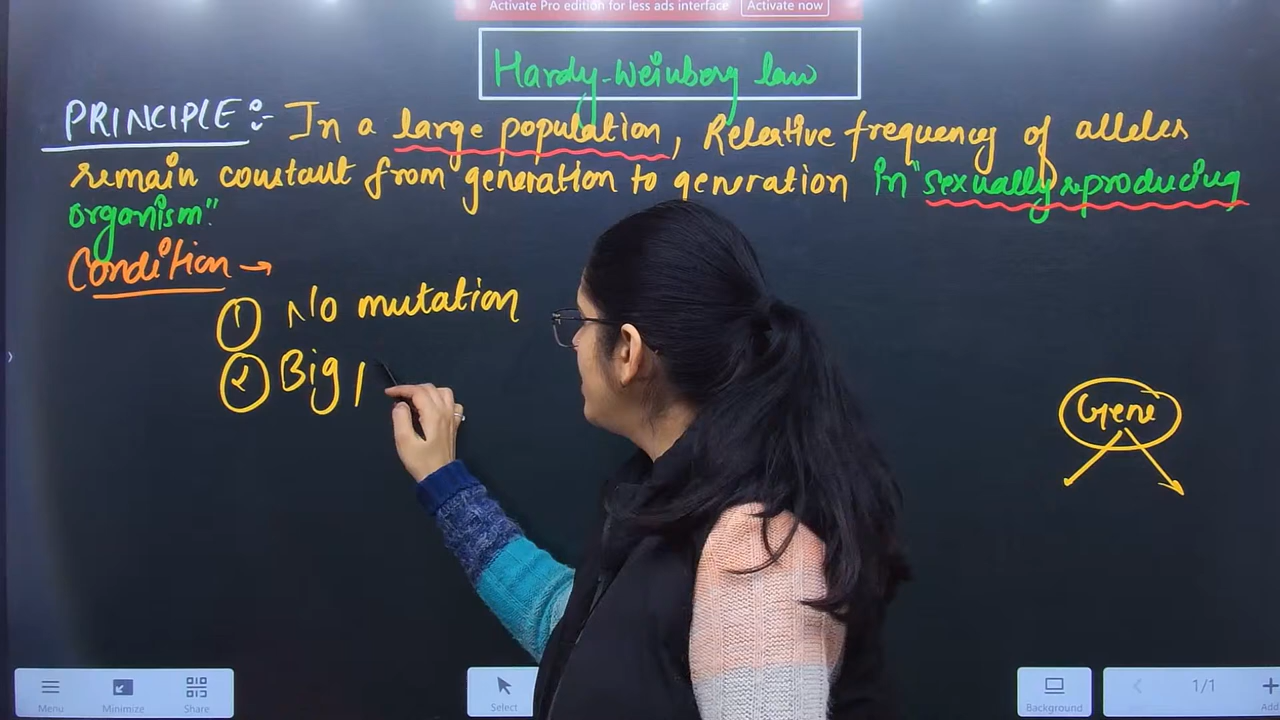 Activate Pro edition for less ads interface Activate now
Hardy-Weinberg law
PRINCIPLE:- In a large population, Relative frequency of alleles
remain constant from generation to generation in "sexually reproducing
organism"
Condition →
① No mutation
② Big
Gene
Menu Minimize Share Select Background 1/1 Add